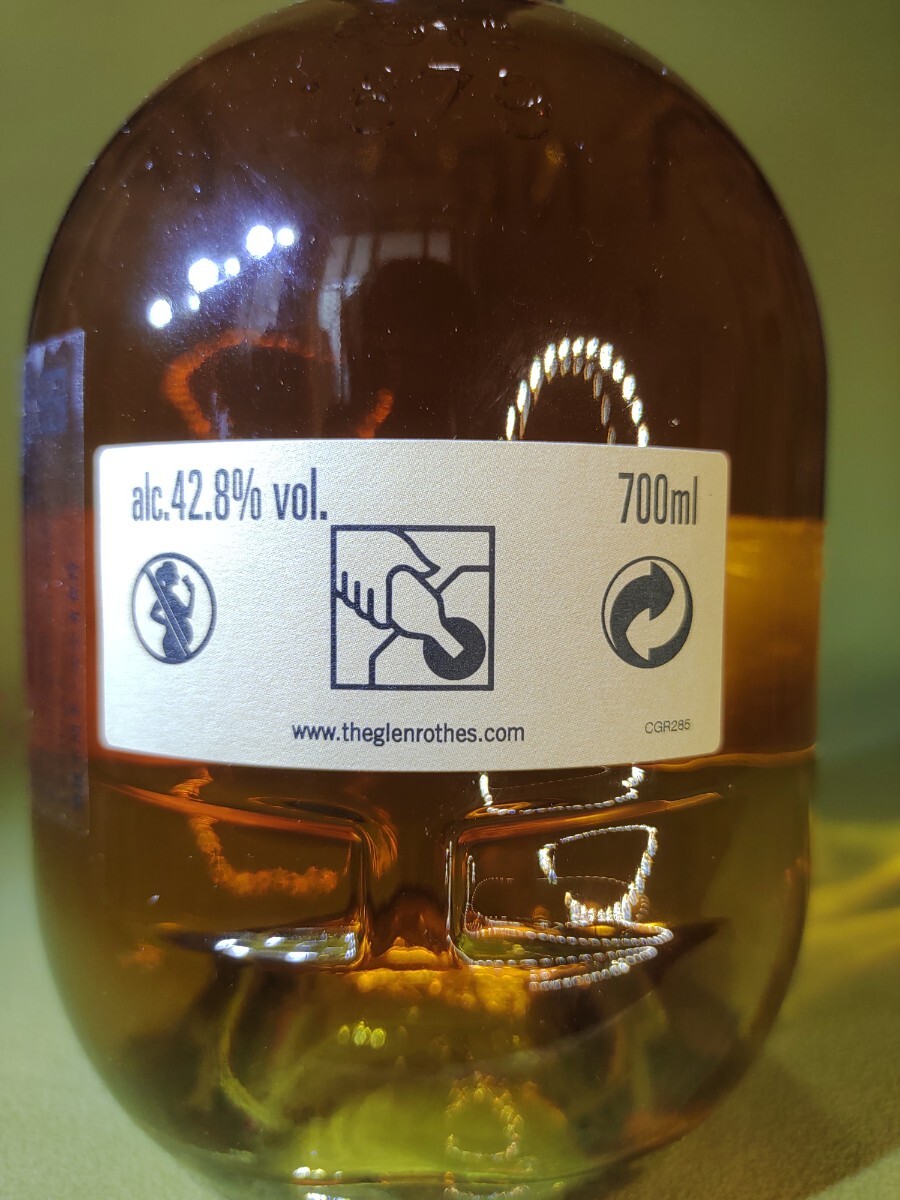 alc.42.8% vol.
700ml
www.theglenrothes.com
CGR285